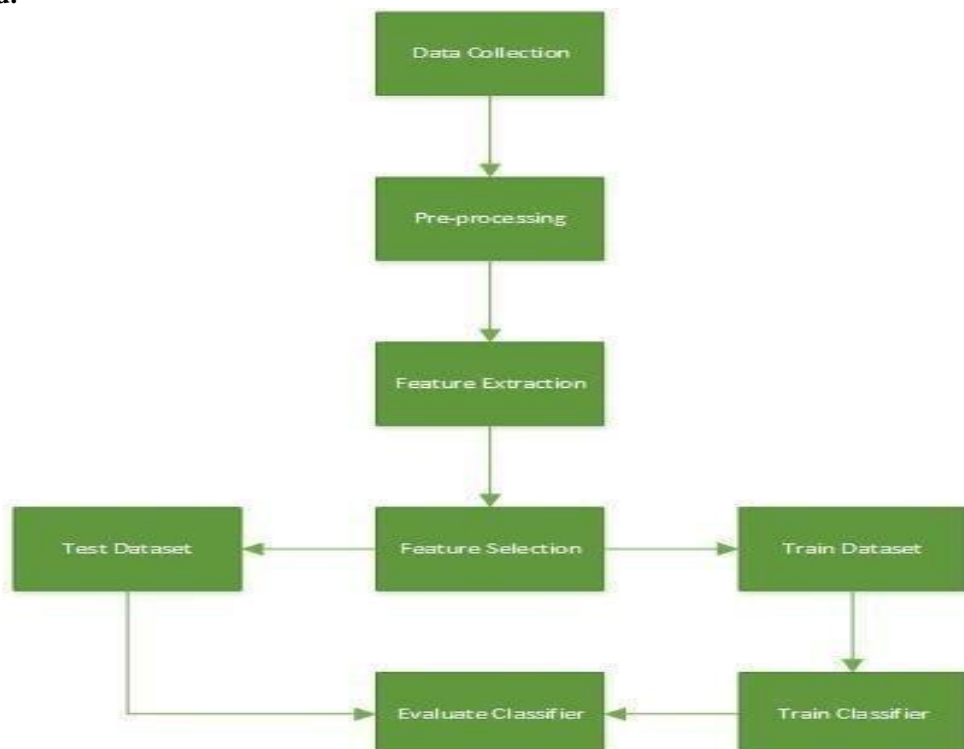 Data Collection
Pre-processing
Feature Extraction
Test Dataset
Feature Selection
Train Dataset
Evaluate Classifier
Train Classifier